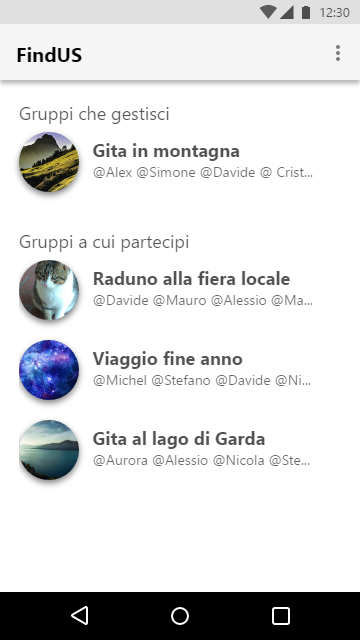 12:30
FindUS
Gruppi che gestisci
Gita in montagna
@Alex @Simone @Davide @ Crist...
Gruppi a cui partecipi
Raduno alla fiera locale
@Davide @Mauro @Alessio @Ma...
Viaggio fine anno
@Michel @Stefano @Davide @Ni...
Gita al lago di Garda
@Aurora @Alessio @Nicola @Ste...